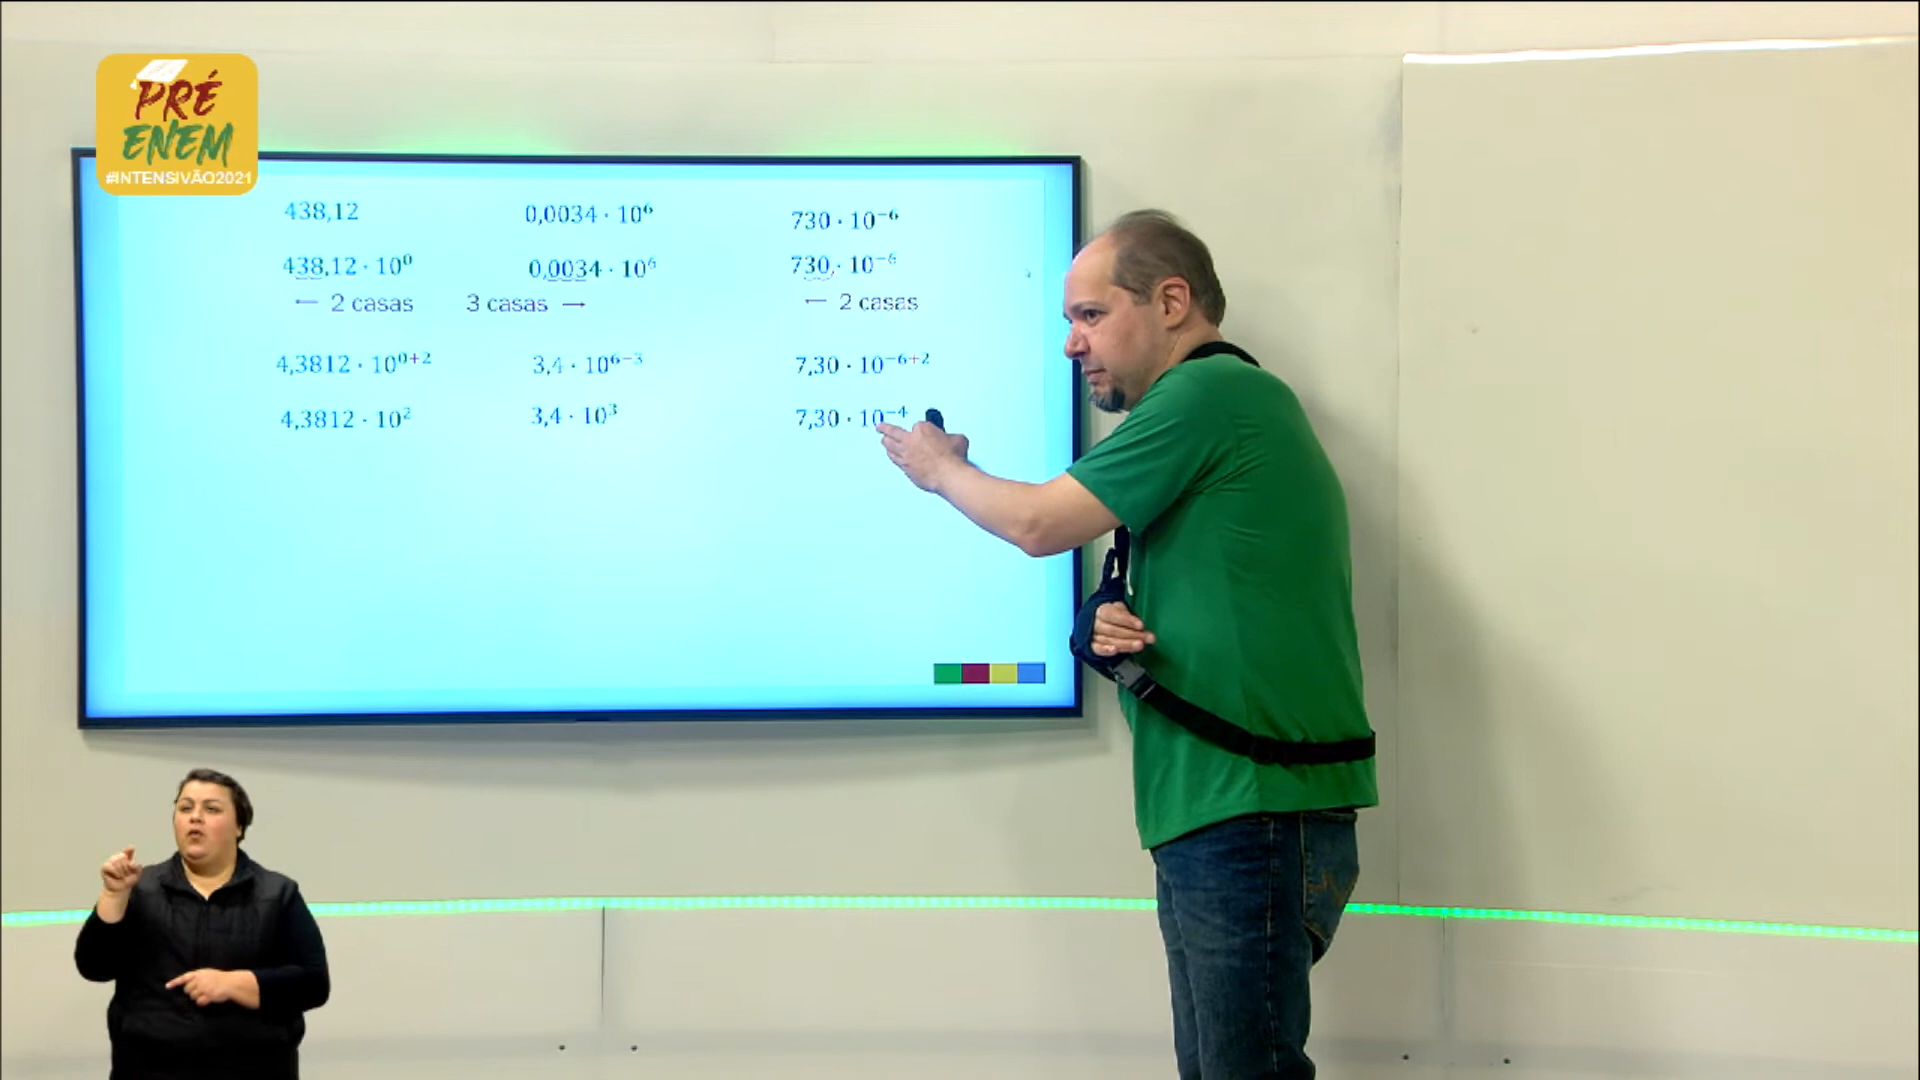 PRÉ
ENEM
#INTENSIVÃO2021
438,12 0,0034 · 10⁶ 730 · 10⁻⁶
438,12 · 10⁰ 0,0034 · 10⁶ 730, · 10⁻⁶
← 2 casas 3 casas → ← 2 casas
4,3812 · 10⁰⁺² 3,4 · 10⁶⁻³ 7,30 · 10⁻⁶⁺²
4,3812 · 10² 3,4 · 10³ 7,30 · 10⁻⁴